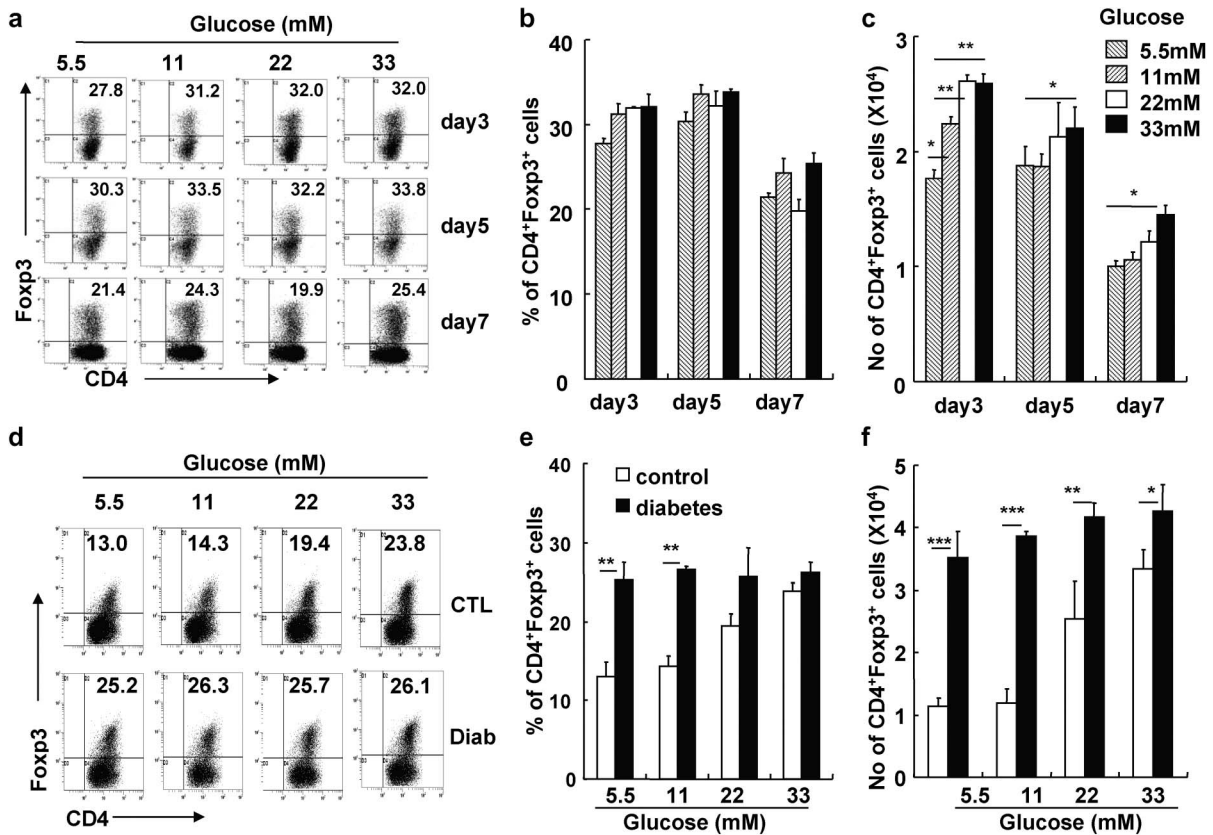 a
Glucose (mM)
5.5 11 22 33
27.8 31.2 32.0 32.0
day3
30.3 33.5 32.2 33.8
day5
21.4 24.3 19.9 25.4
day7
Foxp3
CD4
b
% of CD4⁺Foxp3⁺ cells
40
30
20
10
0
day3 day5 day7
c
Glucose
5.5mM
11mM
22mM
33mM
No of CD4⁺Foxp3⁺ cells (X10⁴)
3
2
1
0
* ** **
*
*
day3 day5 day7
d
Glucose (mM)
5.5 11 22 33
13.0 14.3 19.4 23.8
CTL
25.2 26.3 25.7 26.1
Diab
Foxp3
CD4
e
control
diabetes
% of CD4⁺Foxp3⁺ cells
40
30
20
10
0
** **
5.5 11 22 33
Glucose (mM)
f
No of CD4⁺Foxp3⁺ cells (X10⁴)
5
4
3
2
1
0
*** *** ** *
5.5 11 22 33
Glucose (mM)